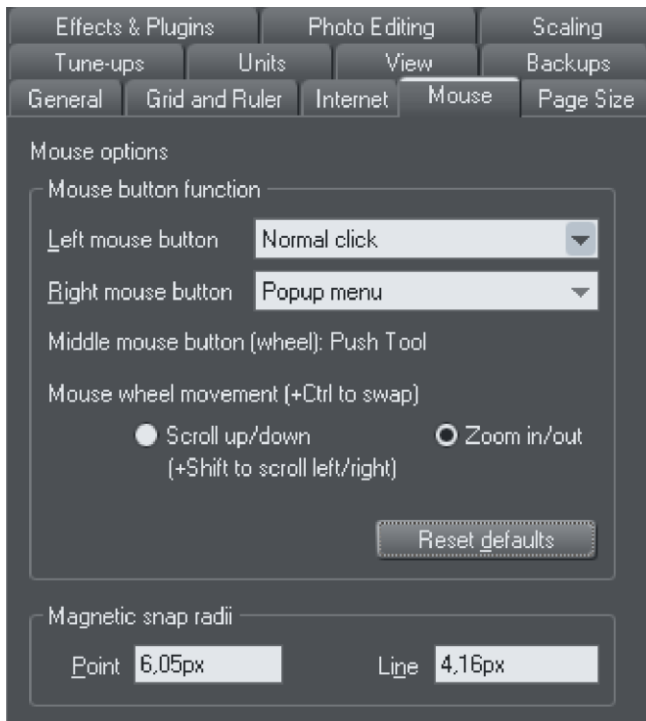 Effects & Plugins Photo Editing Scaling
Tune-ups Units View Backups
General Grid and Ruler Internet Mouse Page Size
Mouse options
Mouse button function
Left mouse button Normal click
Right mouse button Popup menu
Middle mouse button (wheel): Push Tool
Mouse wheel movement (+Ctrl to swap)
Scroll up/down Zoom in/out
(+Shift to scroll left/right)
Reset defaults
Magnetic snap radii
Point 6,05px Line 4,16px